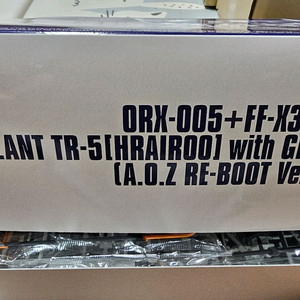 ORX-005+FF-X3
LANT TR-5[HRAIROO] with G
(A.O.Z RE-BOOT Ve